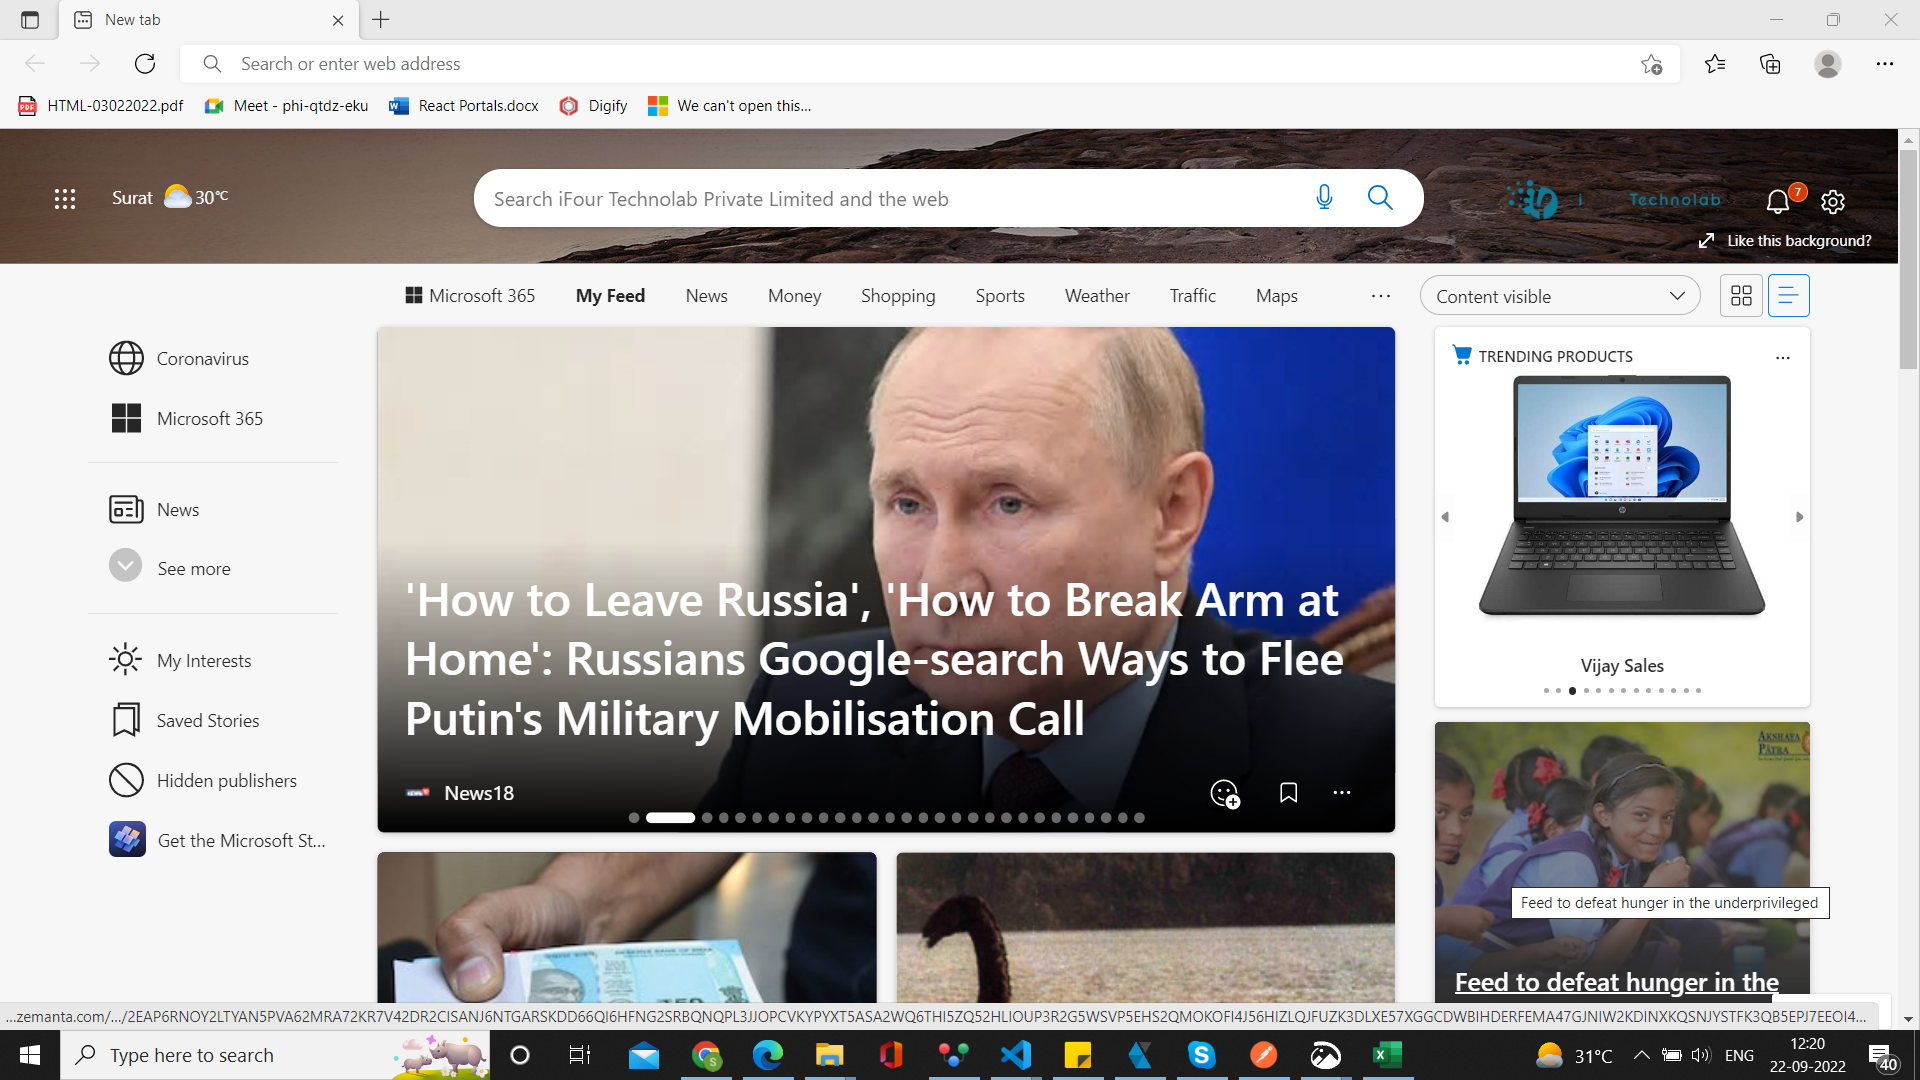 New tab
Search or enter web address
HTML-03022022.pdf
Meet - phi-qtdz-eku
React Portals.docx
Digify
We can't open this...
Surat
30°C
Search iFour Technolab Private Limited and the web
Technolab
7
Like this background?
Microsoft 365
My Feed
News
Money
Shopping
Sports
Weather
Traffic
Maps
Content visible
Coronavirus
Microsoft 365
News
See more
My Interests
Saved Stories
Hidden publishers
Get the Microsoft St...
'How to Leave Russia', 'How to Break Arm at
Home': Russians Google-search Ways to Flee
Putin's Military Mobilisation Call
News18
TRENDING PRODUCTS
Vijay Sales
AKSHAYA
PATRA
Feed to defeat hunger in the underprivileged
Feed to defeat hunger in the
Type here to search
31°C
ENG
12:20
22-09-2022
40